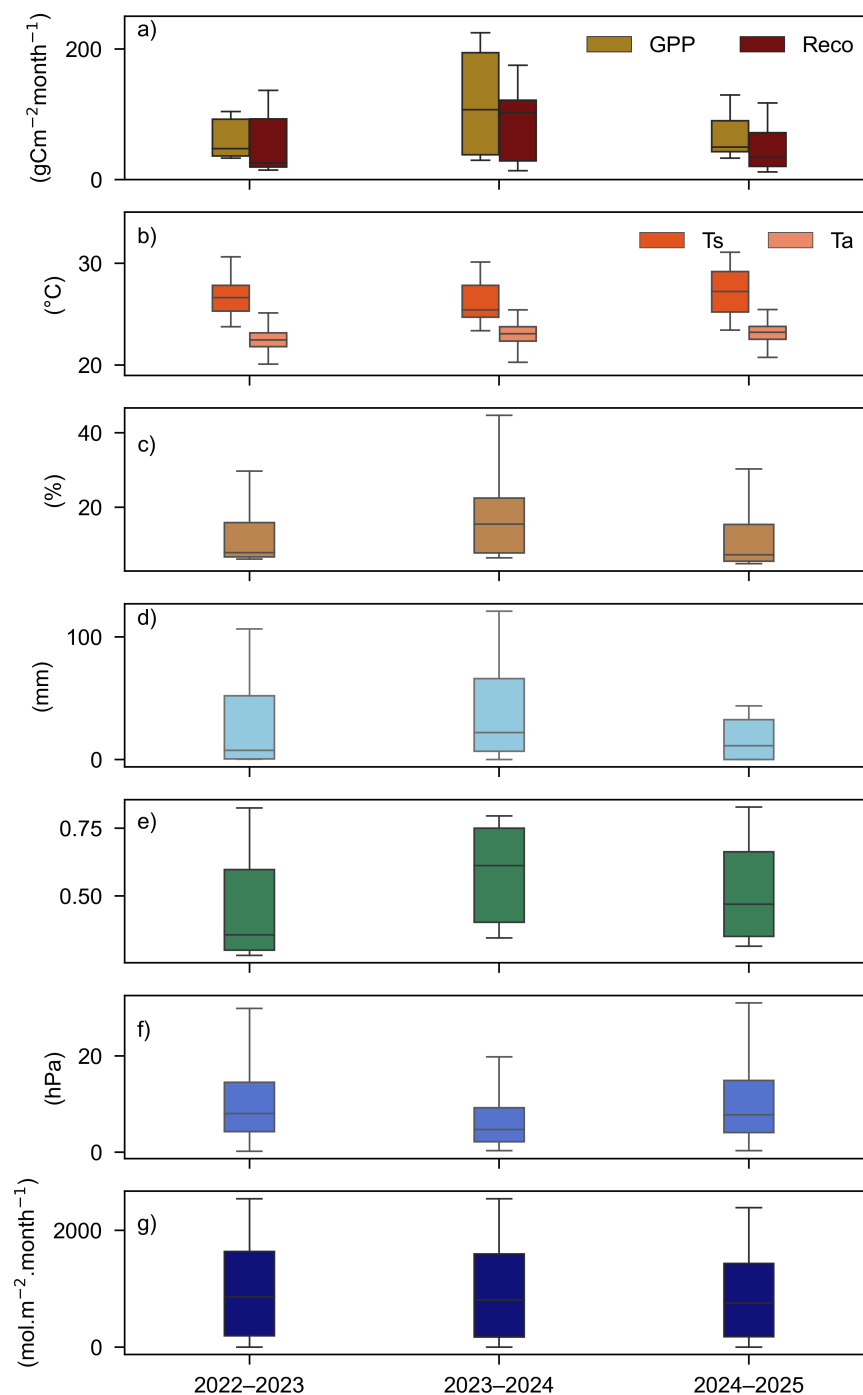 a)
GPP
Reco
200
0
(gCm⁻²month⁻¹)
b)
Ts
Ta
30
20
(°C)
c)
40
20
(%)
d)
100
0
(mm)
e)
0.75
0.50
f)
20
0
(hPa)
g)
2000
0
(mol.m⁻².month⁻¹)
2022–2023
2023–2024
2024–2025